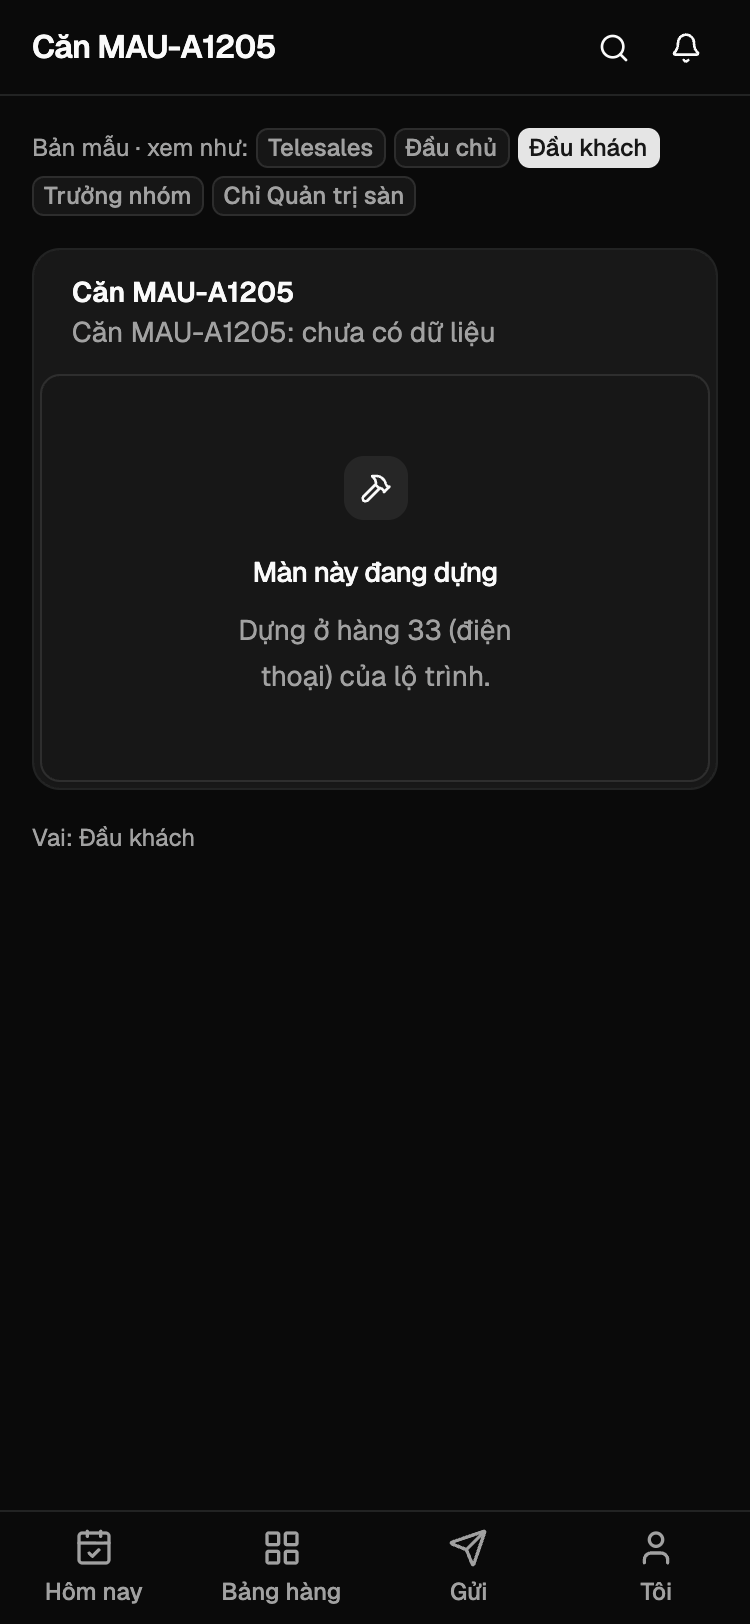 Căn MAU-A1205
Bản mẫu · xem như: Telesales Đầu chủ Đầu khách
Trưởng nhóm Chỉ Quản trị sàn
Căn MAU-A1205
Căn MAU-A1205: chưa có dữ liệu
Màn này đang dựng
Dựng ở hàng 33 (điện
thoại) của lộ trình.
Vai: Đầu khách
Hôm nay Bảng hàng Gửi Tôi